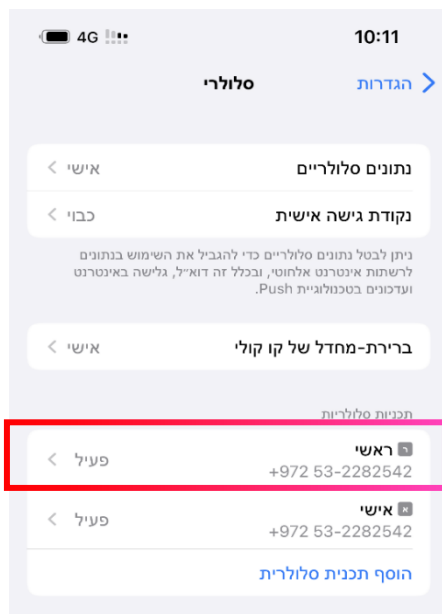 10:11 4G
הגדרות סלולרי
נתונים סלולריים אישי
נקודת גישה אישית כבוי
ניתן לבטל נתונים סלולריים כדי להגביל את השימוש בנתונים
לרשתות אינטרנט אלחוטי, ובכלל זה דוא״ל, גלישה באינטרנט
ועדכונים בטכנולוגיית Push.
ברירת-מחדל של קו קולי אישי
תכניות סלולריות
ר ראשי
+972 53-2282542 פעיל
א אישי
+972 53-2282542 פעיל
הוסף תכנית סלולרית